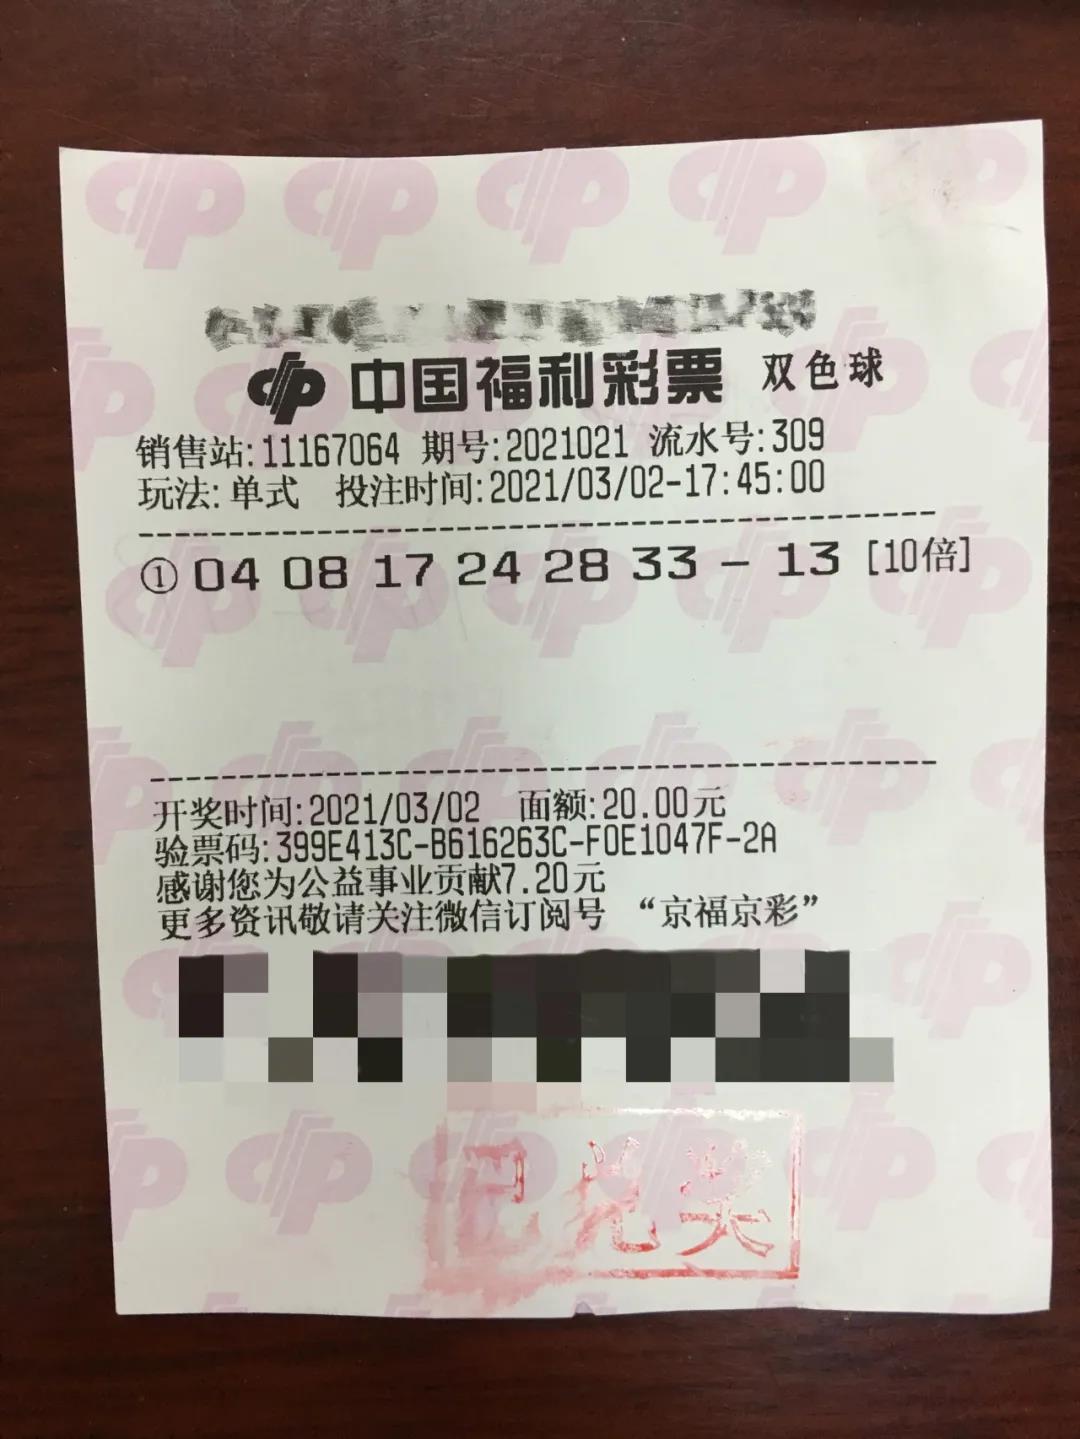 中国福利彩票 双色球
销售站:11167064 期号:2021021 流水号:309
玩法:单式 投注时间:2021/03/02-17:45:00
① 04 08 17 24 28 33 - 13 [10倍]
开奖时间:2021/03/02 面额:20.00元
验票码:399E413C-B616263C-F0E1047F-2A
感谢您为公益事业贡献7.20元
更多资讯敬请关注微信订阅号 “京福京彩”
已兑奖